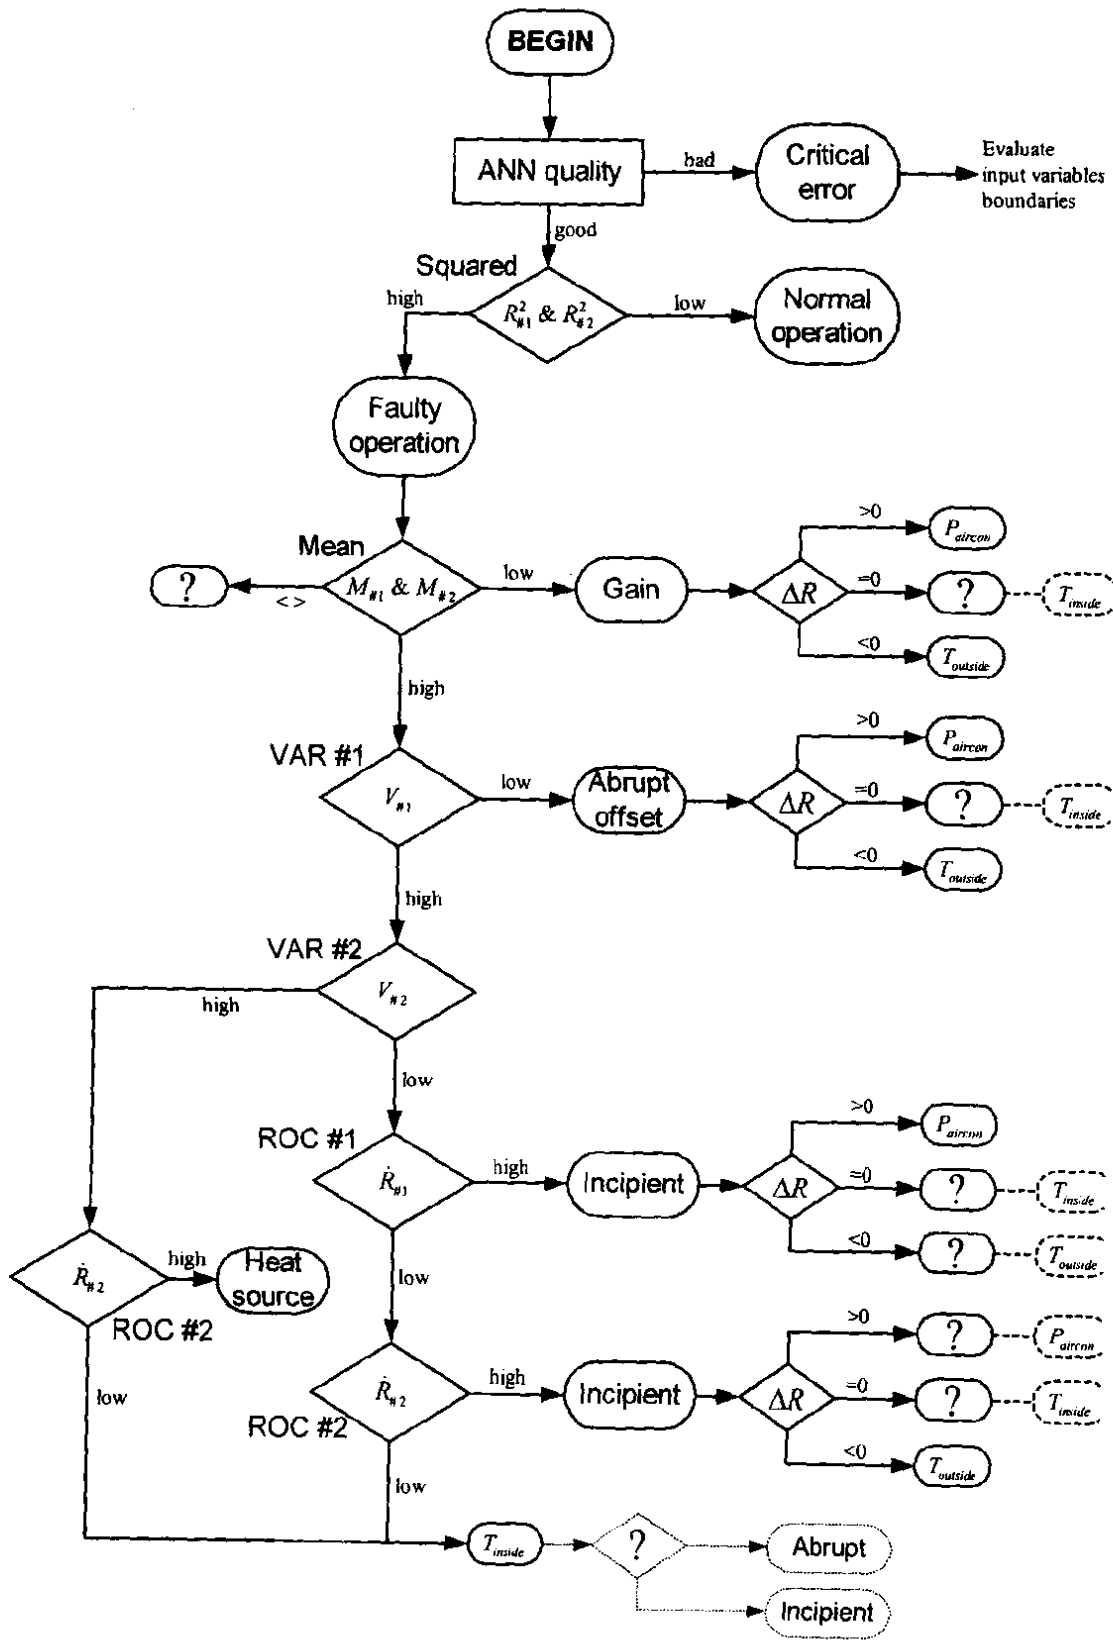 BEGIN
ANN quality
bad
Critical
error
Evaluate
input variables
boundaries
good
Squared
high
R²#1 & R²#2
low
Normal
operation
Faulty
operation
Mean
?
<>
M#1 & M#2
low
Gain
ΔR
>0
Paircon
=0
?
Tinside
<0
Toutside
high
VAR #1
V#1
low
Abrupt
offset
ΔR
>0
Paircon
=0
?
Tinside
<0
Toutside
high
VAR #2
V#2
high
low
ROC #1
Ṙ#1
high
Incipient
ΔR
>0
Paircon
=0
?
Tinside
<0
?
Toutside
Ṙ#2
high
Heat
source
ROC #2
low
low
Ṙ#2
ROC #2
high
Incipient
ΔR
>0
?
Paircon
=0
?
Tinside
<0
Toutside
low
Tinside
?
Abrupt
Incipient